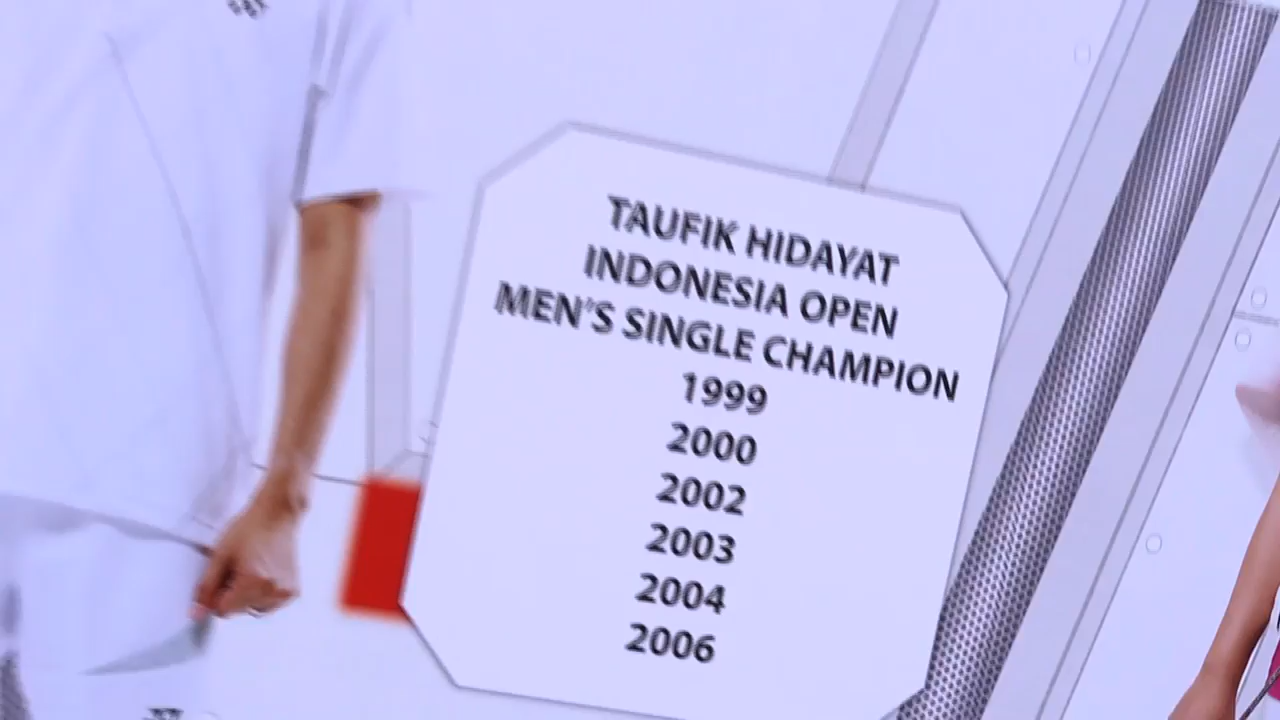 TAUFIK HIDAYAT
INDONESIA OPEN
MEN'S SINGLE CHAMPION
1999
2000
2002
2003
2004
2006